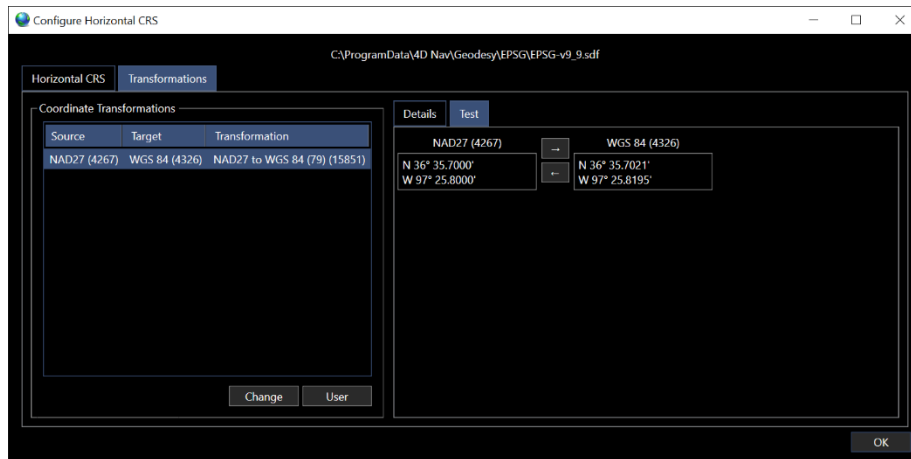 Configure Horizontal CRS
C:\ProgramData\4D Nav\Geodesy\EPSG\EPSG-v9_9.sdf
Horizontal CRS Transformations
Coordinate Transformations
Source Target Transformation
NAD27 (4267) WGS 84 (4326) NAD27 to WGS 84 (79) (15851)
Change User
Details Test
NAD27 (4267) → WGS 84 (4326)
N 36° 35.7000' ← N 36° 35.7021'
W 97° 25.8000' W 97° 25.8195'
OK